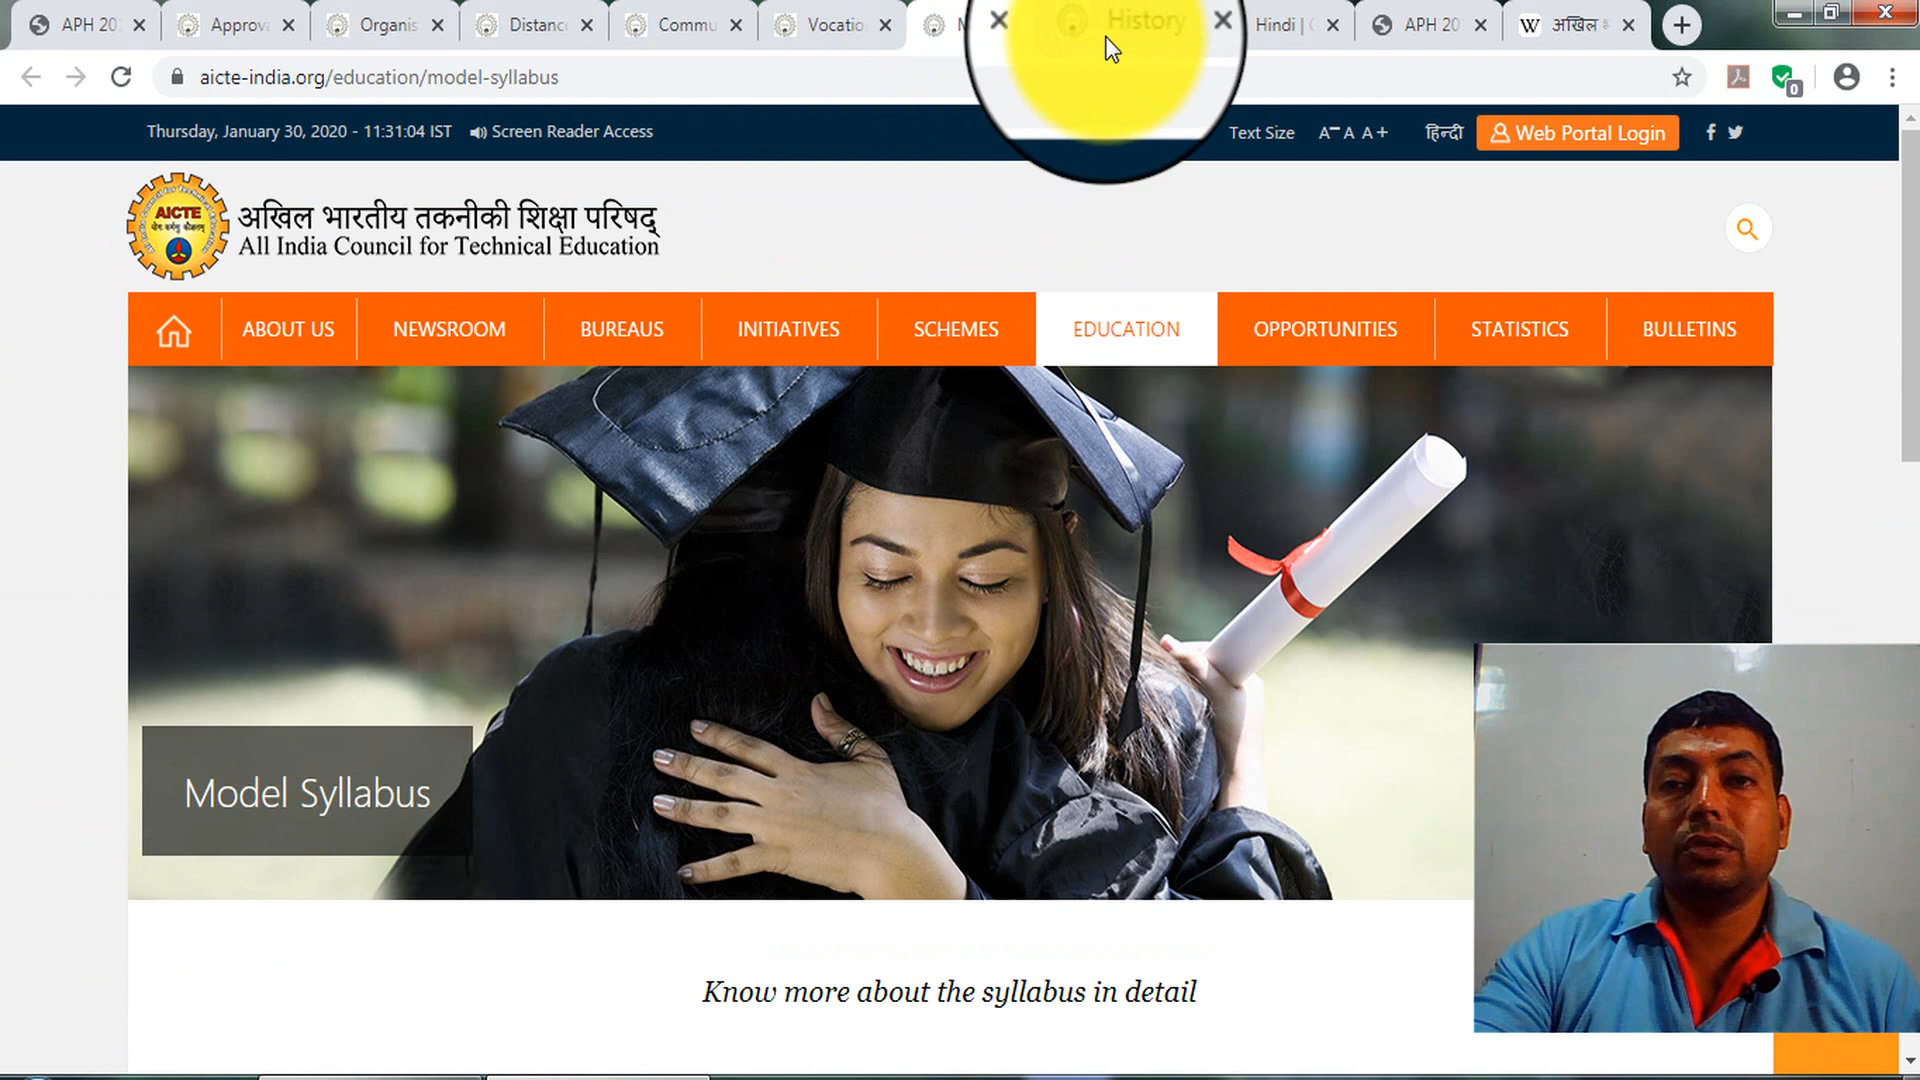 APH 20
Approva
Organis
Distanc
Commu
Vocatio
History
Hindi |
APH 20
W
aicte-india.org/education/model-syllabus
0
Thursday, January 30, 2020 - 11:31:04 IST
Screen Reader Access
Text Size
A- A A+
हिन्दी
Web Portal Login
AICTE
अखिल भारतीय तकनीकी शिक्षा परिषद्
All India Council for Technical Education
ABOUT US
NEWSROOM
BUREAUS
INITIATIVES
SCHEMES
EDUCATION
OPPORTUNITIES
STATISTICS
BULLETINS
Model Syllabus
Know more about the syllabus in detail